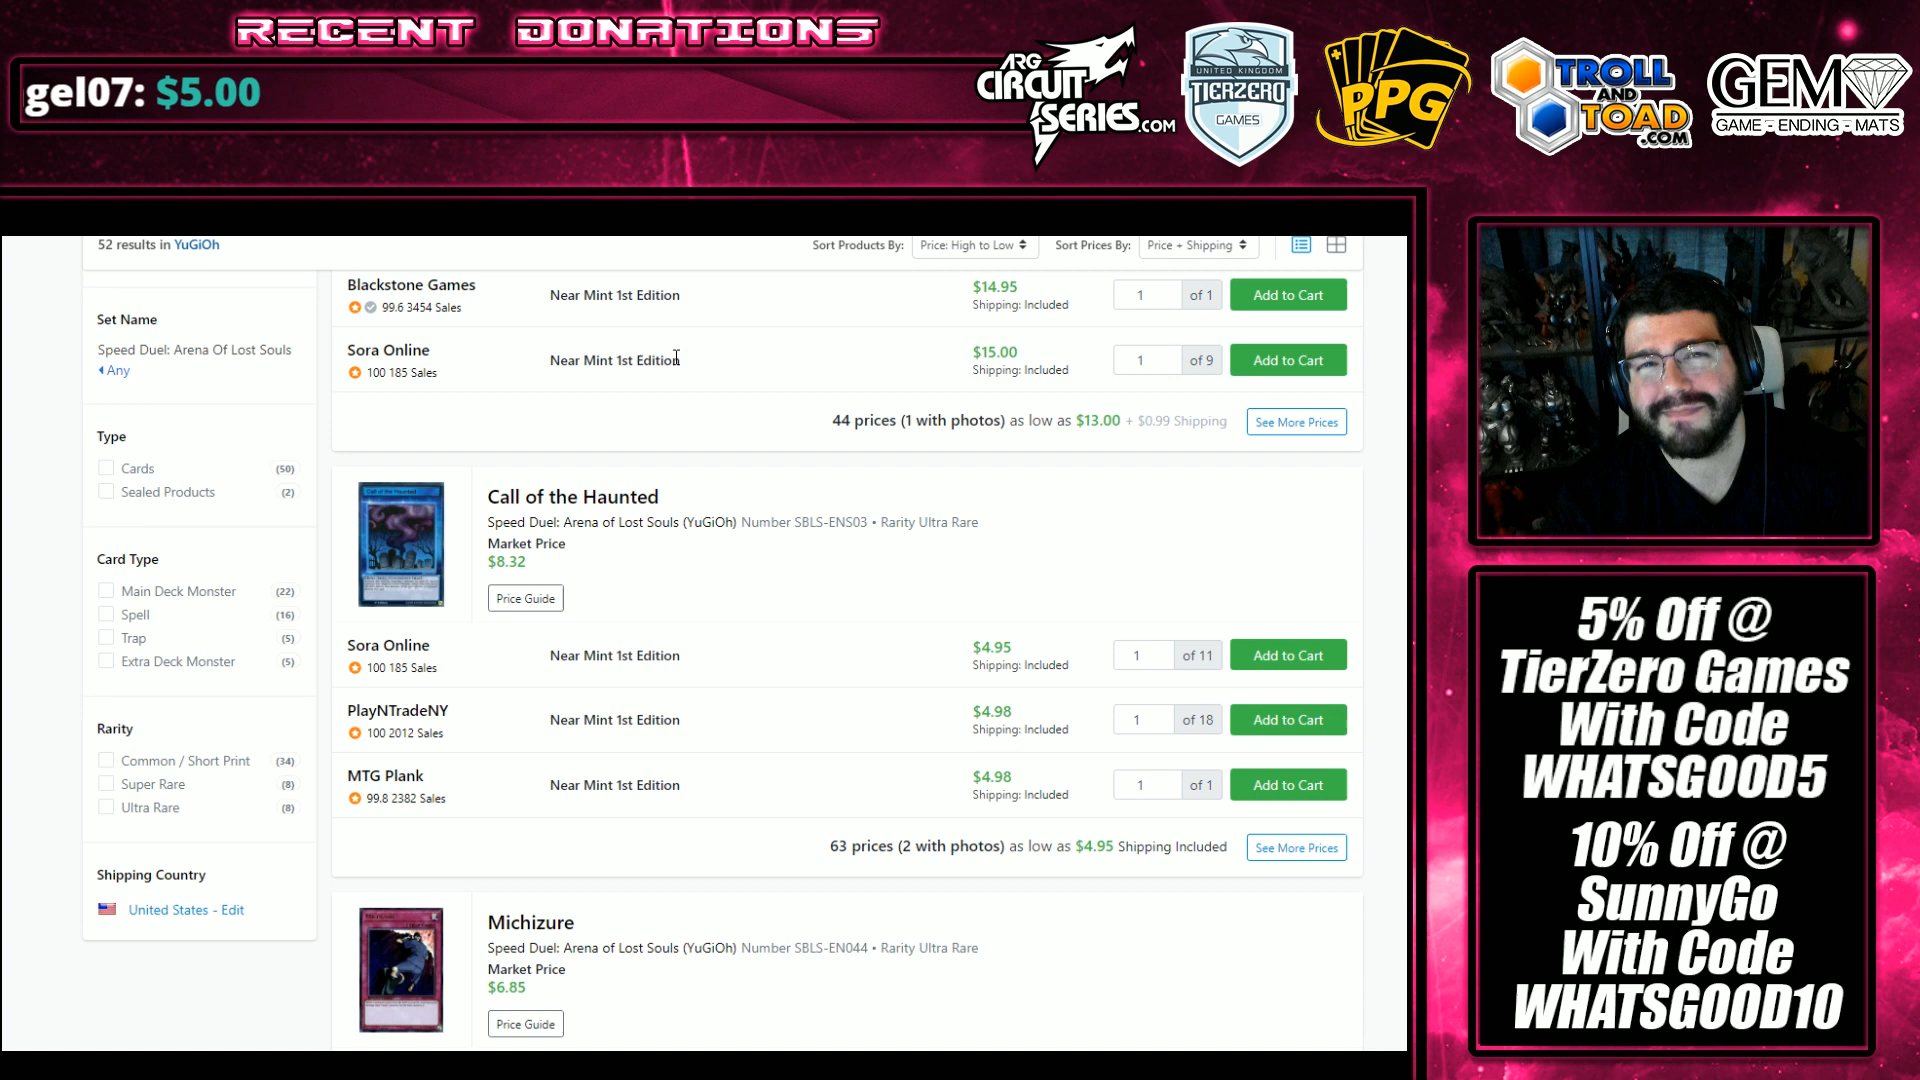 RECENT DONATIONS
gel07: $5.00
ARG
CIRCUIT
SERIES.COM
UNITED KINGDOM
TIERZERO
GAMES
PPG
TROLL
AND
TOAD
.COM
GEM
GAME - ENDING - MATS
52 results in YuGiOh
Sort Products By: Price: High to Low
Sort Prices By: Price + Shipping
Set Name
Speed Duel: Arena Of Lost Souls
Any
Type
Cards (50)
Sealed Products (2)
Card Type
Main Deck Monster (22)
Spell (16)
Trap (5)
Extra Deck Monster (5)
Rarity
Common / Short Print (34)
Super Rare (8)
Ultra Rare (8)
Shipping Country
United States - Edit
Blackstone Games
99.6 3454 Sales
Near Mint 1st Edition
$14.95
Shipping: Included
1 of 1
Add to Cart
Sora Online
100 185 Sales
Near Mint 1st Edition
$15.00
Shipping: Included
1 of 9
Add to Cart
44 prices (1 with photos) as low as $13.00 + $0.99 Shipping
See More Prices
Call of the Haunted
Call of the Haunted
Speed Duel: Arena of Lost Souls (YuGiOh) Number SBLS-ENS03 • Rarity Ultra Rare
Market Price
$8.32
Price Guide
Sora Online
100 185 Sales
Near Mint 1st Edition
$4.95
Shipping: Included
1 of 11
Add to Cart
PlayNTradeNY
100 2012 Sales
Near Mint 1st Edition
$4.98
Shipping: Included
1 of 18
Add to Cart
MTG Plank
99.8 2382 Sales
Near Mint 1st Edition
$4.98
Shipping: Included
1 of 1
Add to Cart
63 prices (2 with photos) as low as $4.95 Shipping Included
See More Prices
Michizure
Speed Duel: Arena of Lost Souls (YuGiOh) Number SBLS-EN044 • Rarity Ultra Rare
Market Price
$6.85
Price Guide
5% Off @
TierZero Games
With Code
WHATSGOOD5
10% Off @
SunnyGo
With Code
WHATSGOOD10